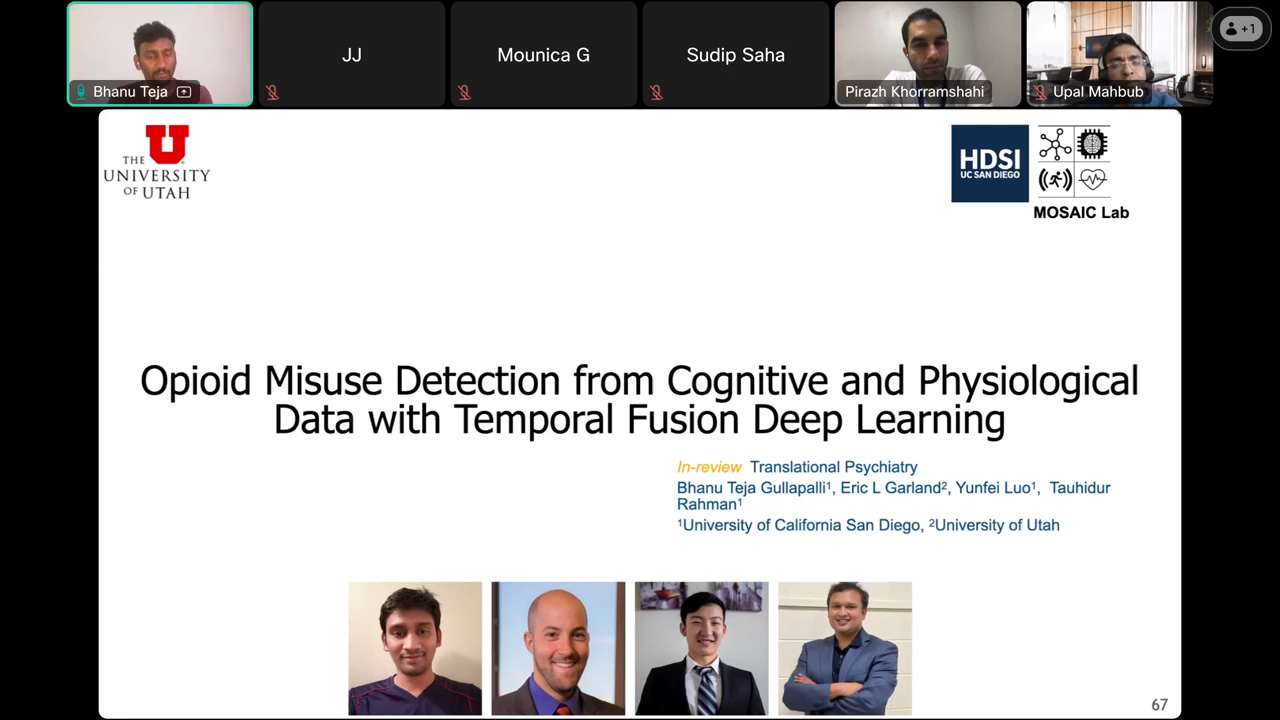 +1
Bhanu Teja
JJ
Mounica G
Sudip Saha
Pirazh Khorramshahi
Upal Mahbub
THE
UNIVERSITY
OF UTAH
U
HDSI
UC SAN DIEGO
MOSAIC Lab
Opioid Misuse Detection from Cognitive and Physiological
Data with Temporal Fusion Deep Learning
In-review Translational Psychiatry
Bhanu Teja Gullapalli¹, Eric L Garland², Yunfei Luo¹, Tauhidur
Rahman¹
¹University of California San Diego, ²University of Utah
67